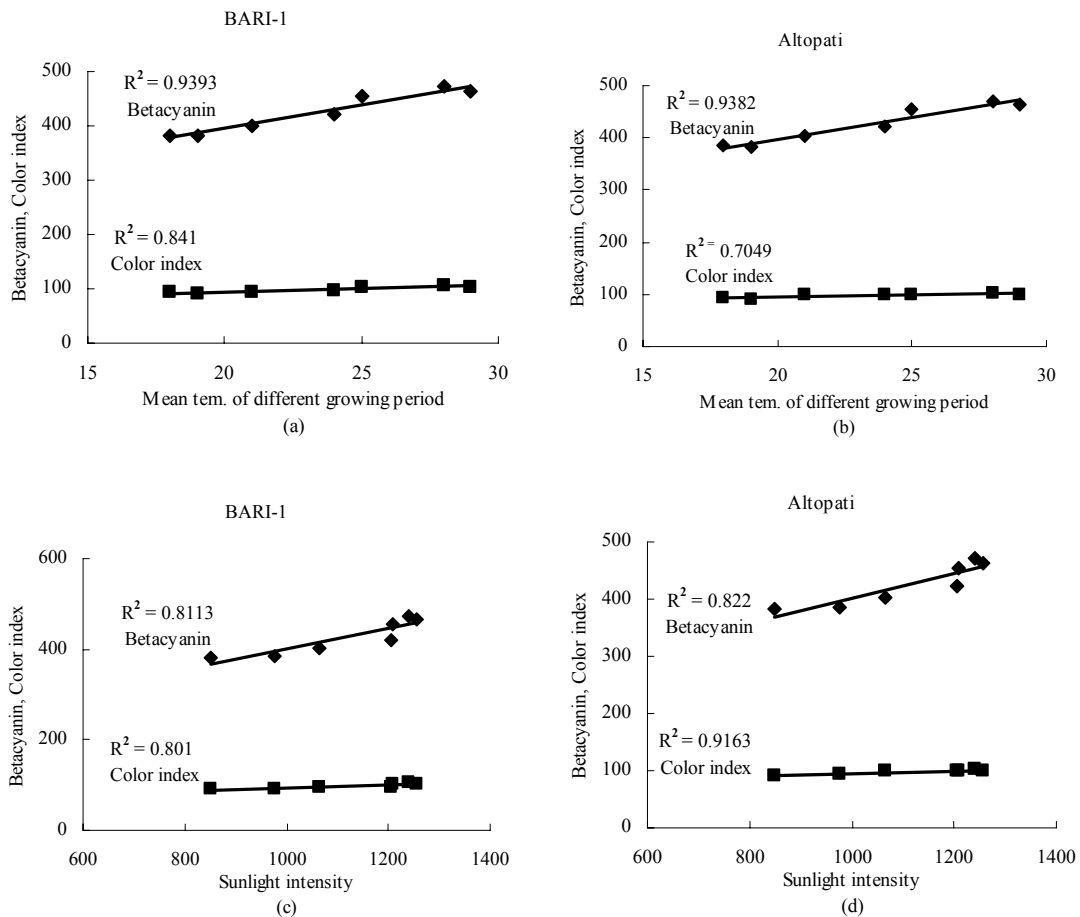 BARI-1
Altopati
500
400
300
200
100
0
R² = 0.9393
Betacyanin
R² = 0.841
Color index
15 20 25 30
Betacyanin, Color index
Mean tem. of different growing period
(a)
500
400
300
200
100
0
R² = 0.9382
Betacyanin
R² = 0.7049
Color index
15 20 25 30
Betacyanin, Color index
Mean tem. of different growing period
(b)
BARI-1
600
400
200
0
R² = 0.8113
Betacyanin
R² = 0.801
Color index
600 800 1000 1200 1400
Betacyanin, Color index
Sunlight intensity
(c)
Altopati
500
400
300
200
100
0
R² = 0.822
Betacyanin
R² = 0.9163
Color index
600 800 1000 1200 1400
Betacyanin, Color index
Sunlight intensity
(d)